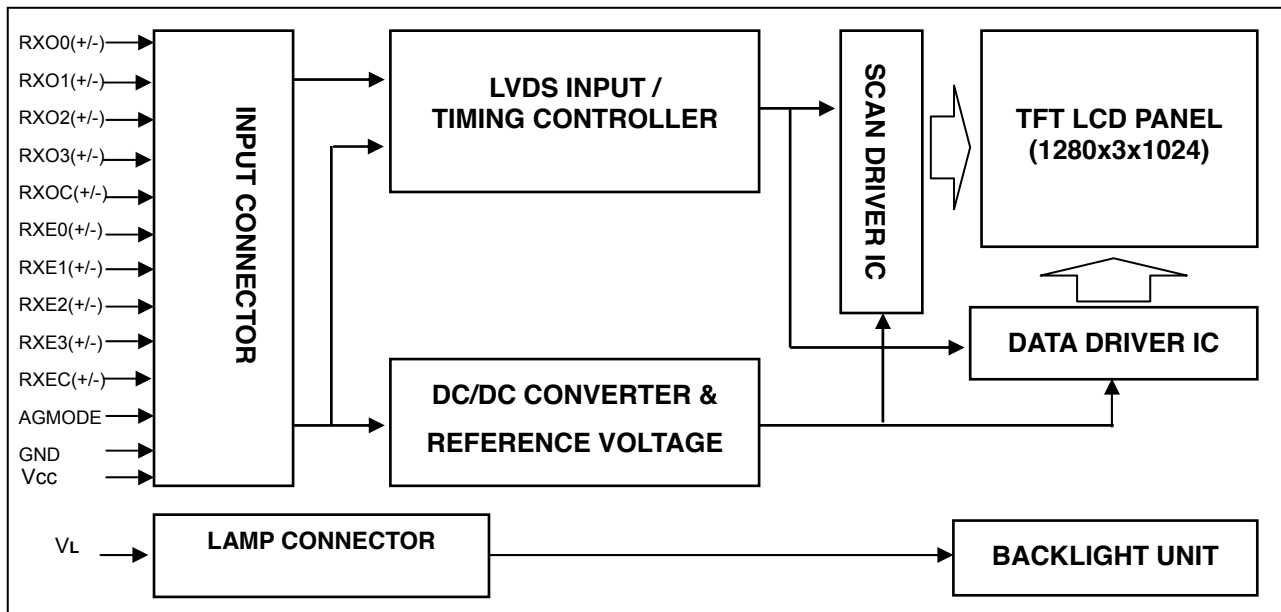 RXO0(+/-)
RXO1(+/-)
RXO2(+/-)
RXO3(+/-)
RXOC(+/-)
RXE0(+/-)
RXE1(+/-)
RXE2(+/-)
RXE3(+/-)
RXEC(+/-)
AGMODE
GND
Vcc
VL
INPUT CONNECTOR
LVDS INPUT /
TIMING CONTROLLER
SCAN DRIVER IC
TFT LCD PANEL
(1280x3x1024)
DATA DRIVER IC
DC/DC CONVERTER &
REFERENCE VOLTAGE
LAMP CONNECTOR
BACKLIGHT UNIT